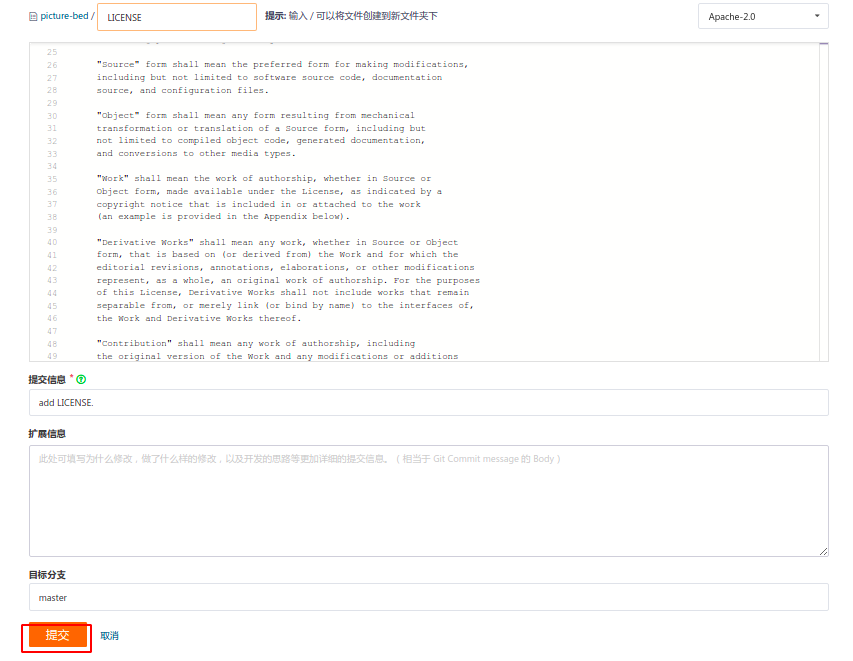 picture-bed / LICENSE 提示: 输入 / 可以将文件创建到新文件夹下 Apache-2.0
25
26 "Source" form shall mean the preferred form for making modifications,
27 including but not limited to software source code, documentation
28 source, and configuration files.
29
30 "Object" form shall mean any form resulting from mechanical
31 transformation or translation of a Source form, including but
32 not limited to compiled object code, generated documentation,
33 and conversions to other media types.
34
35 "Work" shall mean the work of authorship, whether in Source or
36 Object form, made available under the License, as indicated by a
37 copyright notice that is included in or attached to the work
38 (an example is provided in the Appendix below).
39
40 "Derivative Works" shall mean any work, whether in Source or Object
41 form, that is based on (or derived from) the Work and for which the
42 editorial revisions, annotations, elaborations, or other modifications
43 represent, as a whole, an original work of authorship. For the purposes
44 of this License, Derivative Works shall not include works that remain
45 separable from, or merely link (or bind by name) to the interfaces of,
46 the Work and Derivative Works thereof.
47
48 "Contribution" shall mean any work of authorship, including
49 the original version of the Work and any modifications or additions
提交信息 * ?
add LICENSE.
扩展信息
此处可填写为什么修改，做了什么样的修改，以及开发的思路等更加详细的提交信息。（相当于 Git Commit message 的 Body）
目标分支
master
提交 取消